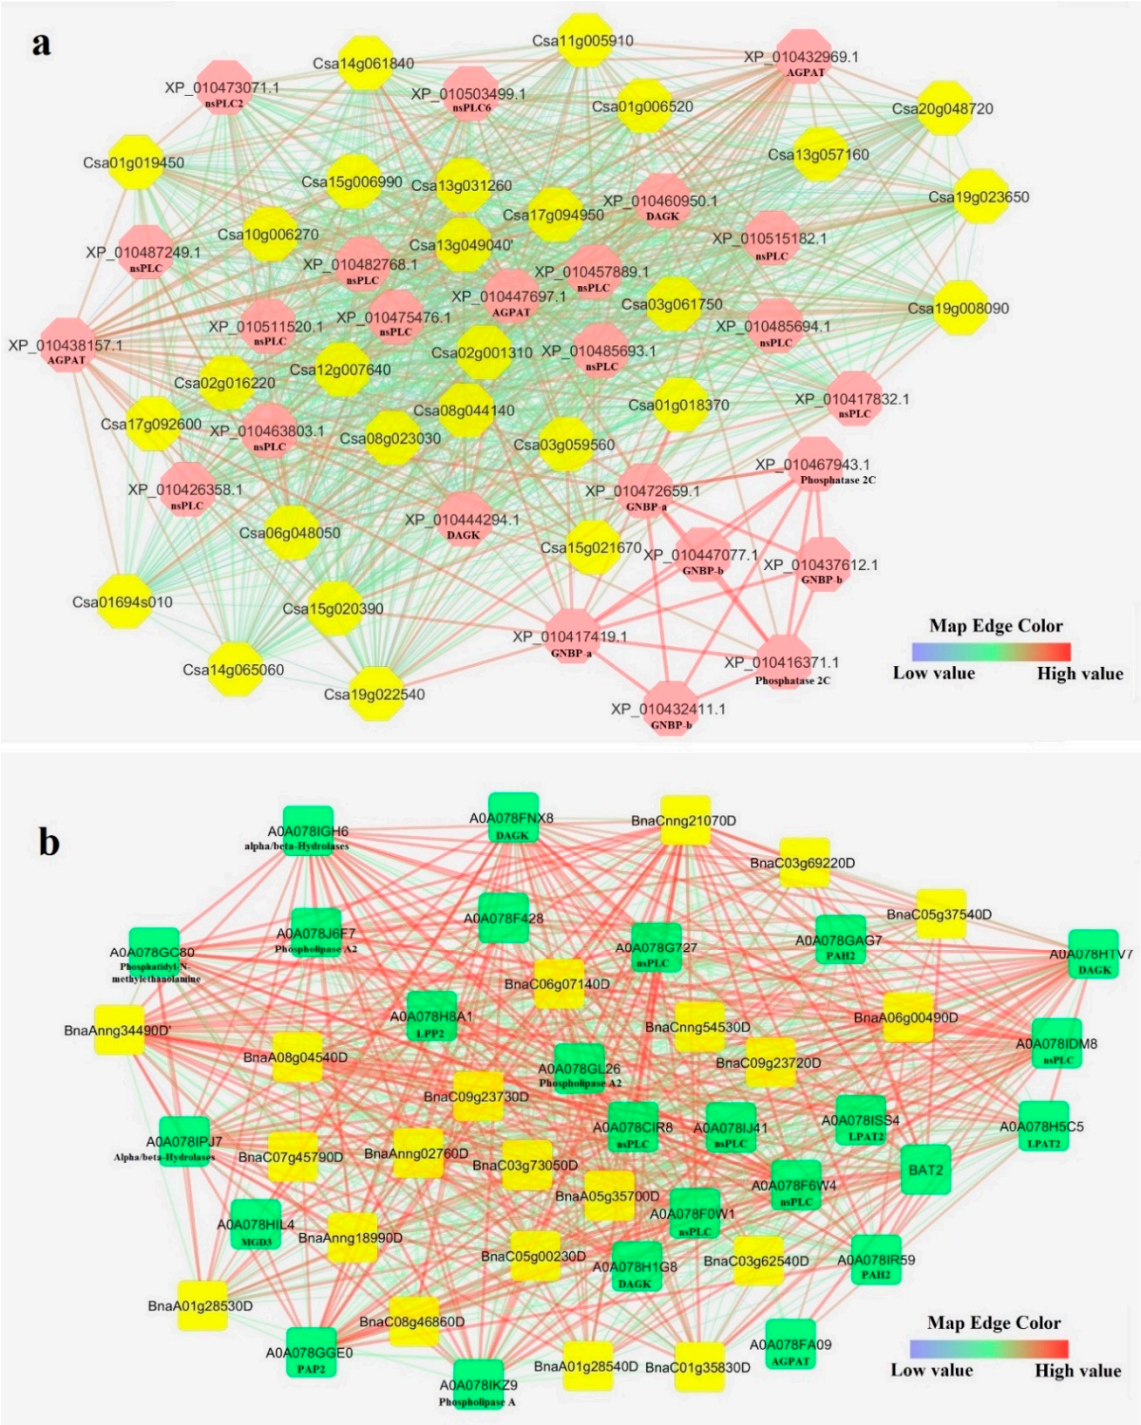 a
Csa11g005910
Csa14g061840
XP_010432969.1
AGPAT
XP_010473071.1
nsPLC2
XP_010503499.1
nsPLC6
Csa01g006520
Csa20g048720
Csa01g019450
Csa13g057160
Csa15g006990
Csa13g031260
XP_010460950.1
DAGK
Csa19g023650
Csa17g094950
Csa10g006270
XP_010515182.1
nsPLC
XP_010487249.1
nsPLC
Csa13g049040'
XP_010482768.1
nsPLC
XP_010457889.1
nsPLC
XP_010447697.1
AGPAT
Csa03g061750
Csa19g008090
XP_010511520.1
nsPLC
XP_010475476.1
nsPLC
XP_010485694.1
nsPLC
XP_010438157.1
AGPAT
Csa02g001310
XP_010485693.1
nsPLC
Csa12g007640
Csa02g016220
XP_010417832.1
nsPLC
Csa01g018370
Csa08g044140
Csa17g092600
XP_010463803.1
nsPLC
Csa08g023030
Csa03g059560
XP_010467943.1
Phosphatase 2C
XP_010426358.1
nsPLC
XP_010472659.1
GNBP-a
XP_010444294.1
DAGK
Csa06g048050
Csa15g021670
XP_010447077.1
GNBP-b
XP_010437612.1
GNBP-b
Csa01694s010
Csa15g020390
XP_010417419.1
GNBP-a
XP_010416371.1
Phosphatase 2C
Csa14g065060
Csa19g022540
XP_010432411.1
GNBP-b
Map Edge Color
Low value
High value
b
A0A078IGH6
alpha/beta-Hydrolases
A0A078FNX8
DAGK
BnaCnng21070D
BnaC03g69220D
BnaC05g37540D
A0A078F428
A0A078J6F7
Phospholipase A2
A0A078G727
nsPLC
A0A078GAG7
PAH2
A0A078GC80
Phosphatidyl-N-
methylethanolamine
A0A078HTV7
DAGK
BnaC06g07140D
A0A078H8A1
LPP2
BnaA06g00490D
BnaAnng34490D'
BnaCnng54530D
A0A078IDM8
nsPLC
BnaA08g04540D
BnaC09g23720D
A0A078GL26
Phospholipase A2
BnaC09g23730D
A0A078CIR8
nsPLC
A0A078IJ41
nsPLC
A0A078ISS4
LPAT2
A0A078H5C5
LPAT2
A0A078IPJ7
Alpha/beta-Hydrolases
BnaC07g45790D
BnaAnng02760D
BnaC03g73050D
BAT2
A0A078F6W4
nsPLC
BnaA05g35700D
A0A078F0W1
nsPLC
A0A078HIL4
MGD3
BnaAnng18990D
BnaC05g00230D
A0A078H1G8
DAGK
BnaC03g62540D
A0A078IR59
PAH2
BnaA01g28530D
BnaC08g46860D
A0A078GGE0
PAP2
A0A078IKZ9
Phospholipase A
BnaA01g28540D
BnaC01g35830D
A0A078FA09
AGPAT
Map Edge Color
Low value
High value